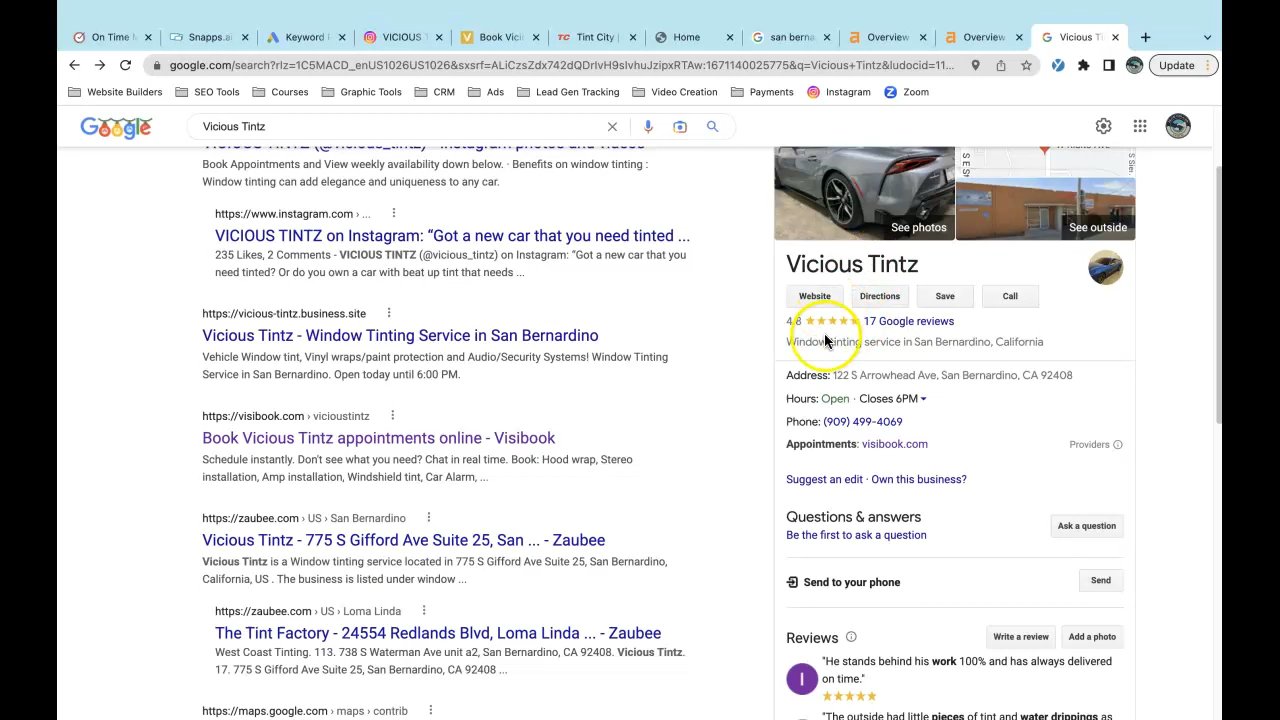 On Time M
Snapps.ai
Keyword
VICIOUS T
Book Vici
Tint City
Home
san berna
Overview
Overview
Vicious Ti
google.com/search?rlz=1C5MACD_enUS1026US1026&sxsrf=ALiCzsZdx742dQDrIvH9sIvhuJzipxRTAw:1671140025775&q=Vicious+Tintz&ludocid=11...
Update
Website Builders
SEO Tools
Courses
Graphic Tools
CRM
Ads
Lead Gen Tracking
Video Creation
Payments
Instagram
Zoom
Google
Vicious Tintz
VICIOUS TINTZ (@vicious_tintz) - Instagram photos and videos
Book Appointments and View weekly availability down below. · Benefits on window tinting :
Window tinting can add elegance and uniqueness to any car.
https://www.instagram.com › ...
VICIOUS TINTZ on Instagram: “Got a new car that you need tinted ...
235 Likes, 2 Comments - VICIOUS TINTZ (@vicious_tintz) on Instagram: “Got a new car that you
need tinted? Or do you own a car with beat up tint that needs ...
https://vicious-tintz.business.site
Vicious Tintz - Window Tinting Service in San Bernardino
Vehicle Window tint, Vinyl wraps/paint protection and Audio/Security Systems! Window Tinting
Service in San Bernardino. Open today until 6:00 PM.
https://visibook.com › vicioustintz
Book Vicious Tintz appointments online - Visibook
Schedule instantly. Don't see what you need? Chat in real time. Book: Hood wrap, Stereo
installation, Amp installation, Windshield tint, Car Alarm, ...
https://zaubee.com › US › San Bernardino
Vicious Tintz - 775 S Gifford Ave Suite 25, San ... - Zaubee
Vicious Tintz is a Window tinting service located in 775 S Gifford Ave Suite 25, San Bernardino,
California, US . The business is listed under window ...
https://zaubee.com › US › Loma Linda
The Tint Factory - 24554 Redlands Blvd, Loma Linda ... - Zaubee
West Coast Tinting. 113. 738 S Waterman Ave unit a2, San Bernardino, CA 92408. Vicious Tintz.
17. 775 S Gifford Ave Suite 25, San Bernardino, CA 92408 ...
https://maps.google.com › maps › contrib
See photos
See outside
Vicious Tintz
Website
Directions
Save
Call
4.8
17 Google reviews
Window tinting service in San Bernardino, California
Address: 122 S Arrowhead Ave, San Bernardino, CA 92408
Hours: Open · Closes 6PM
Phone: (909) 499-4069
Appointments: visibook.com
Providers
Suggest an edit · Own this business?
Questions & answers
Be the first to ask a question
Ask a question
Send to your phone
Send
Reviews
Write a review
Add a photo
I
"He stands behind his work 100% and has always delivered
on time."
"The outside had little pieces of tint and water drippings as